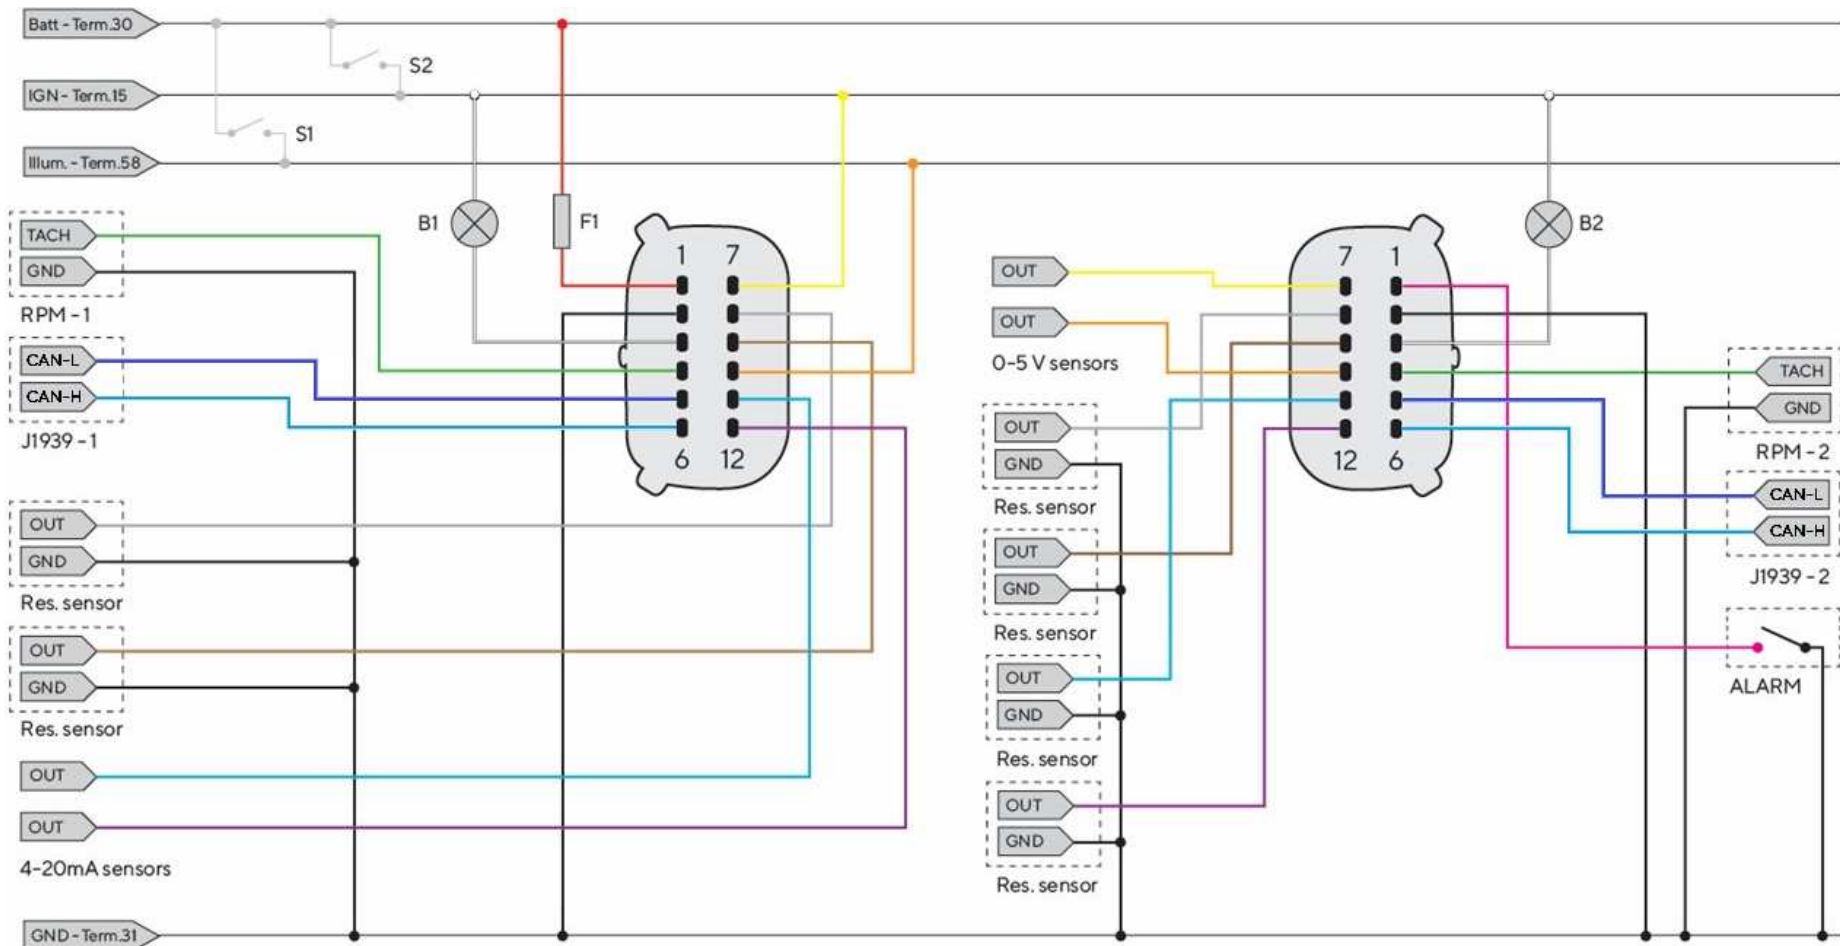 Batt - Term.30
S2
IGN - Term.15
S1
Illum. - Term.58
TACH
GND
RPM - 1
CAN-L
CAN-H
J1939 - 1
B1
F1
1 7
6 12
OUT
GND
Res. sensor
OUT
GND
Res. sensor
OUT
OUT
4-20mA sensors
GND - Term.31
OUT
OUT
0-5 V sensors
OUT
GND
Res. sensor
OUT
GND
Res. sensor
OUT
GND
Res. sensor
OUT
GND
Res. sensor
7 1
12 6
B2
TACH
GND
RPM - 2
CAN-L
CAN-H
J1939 - 2
ALARM